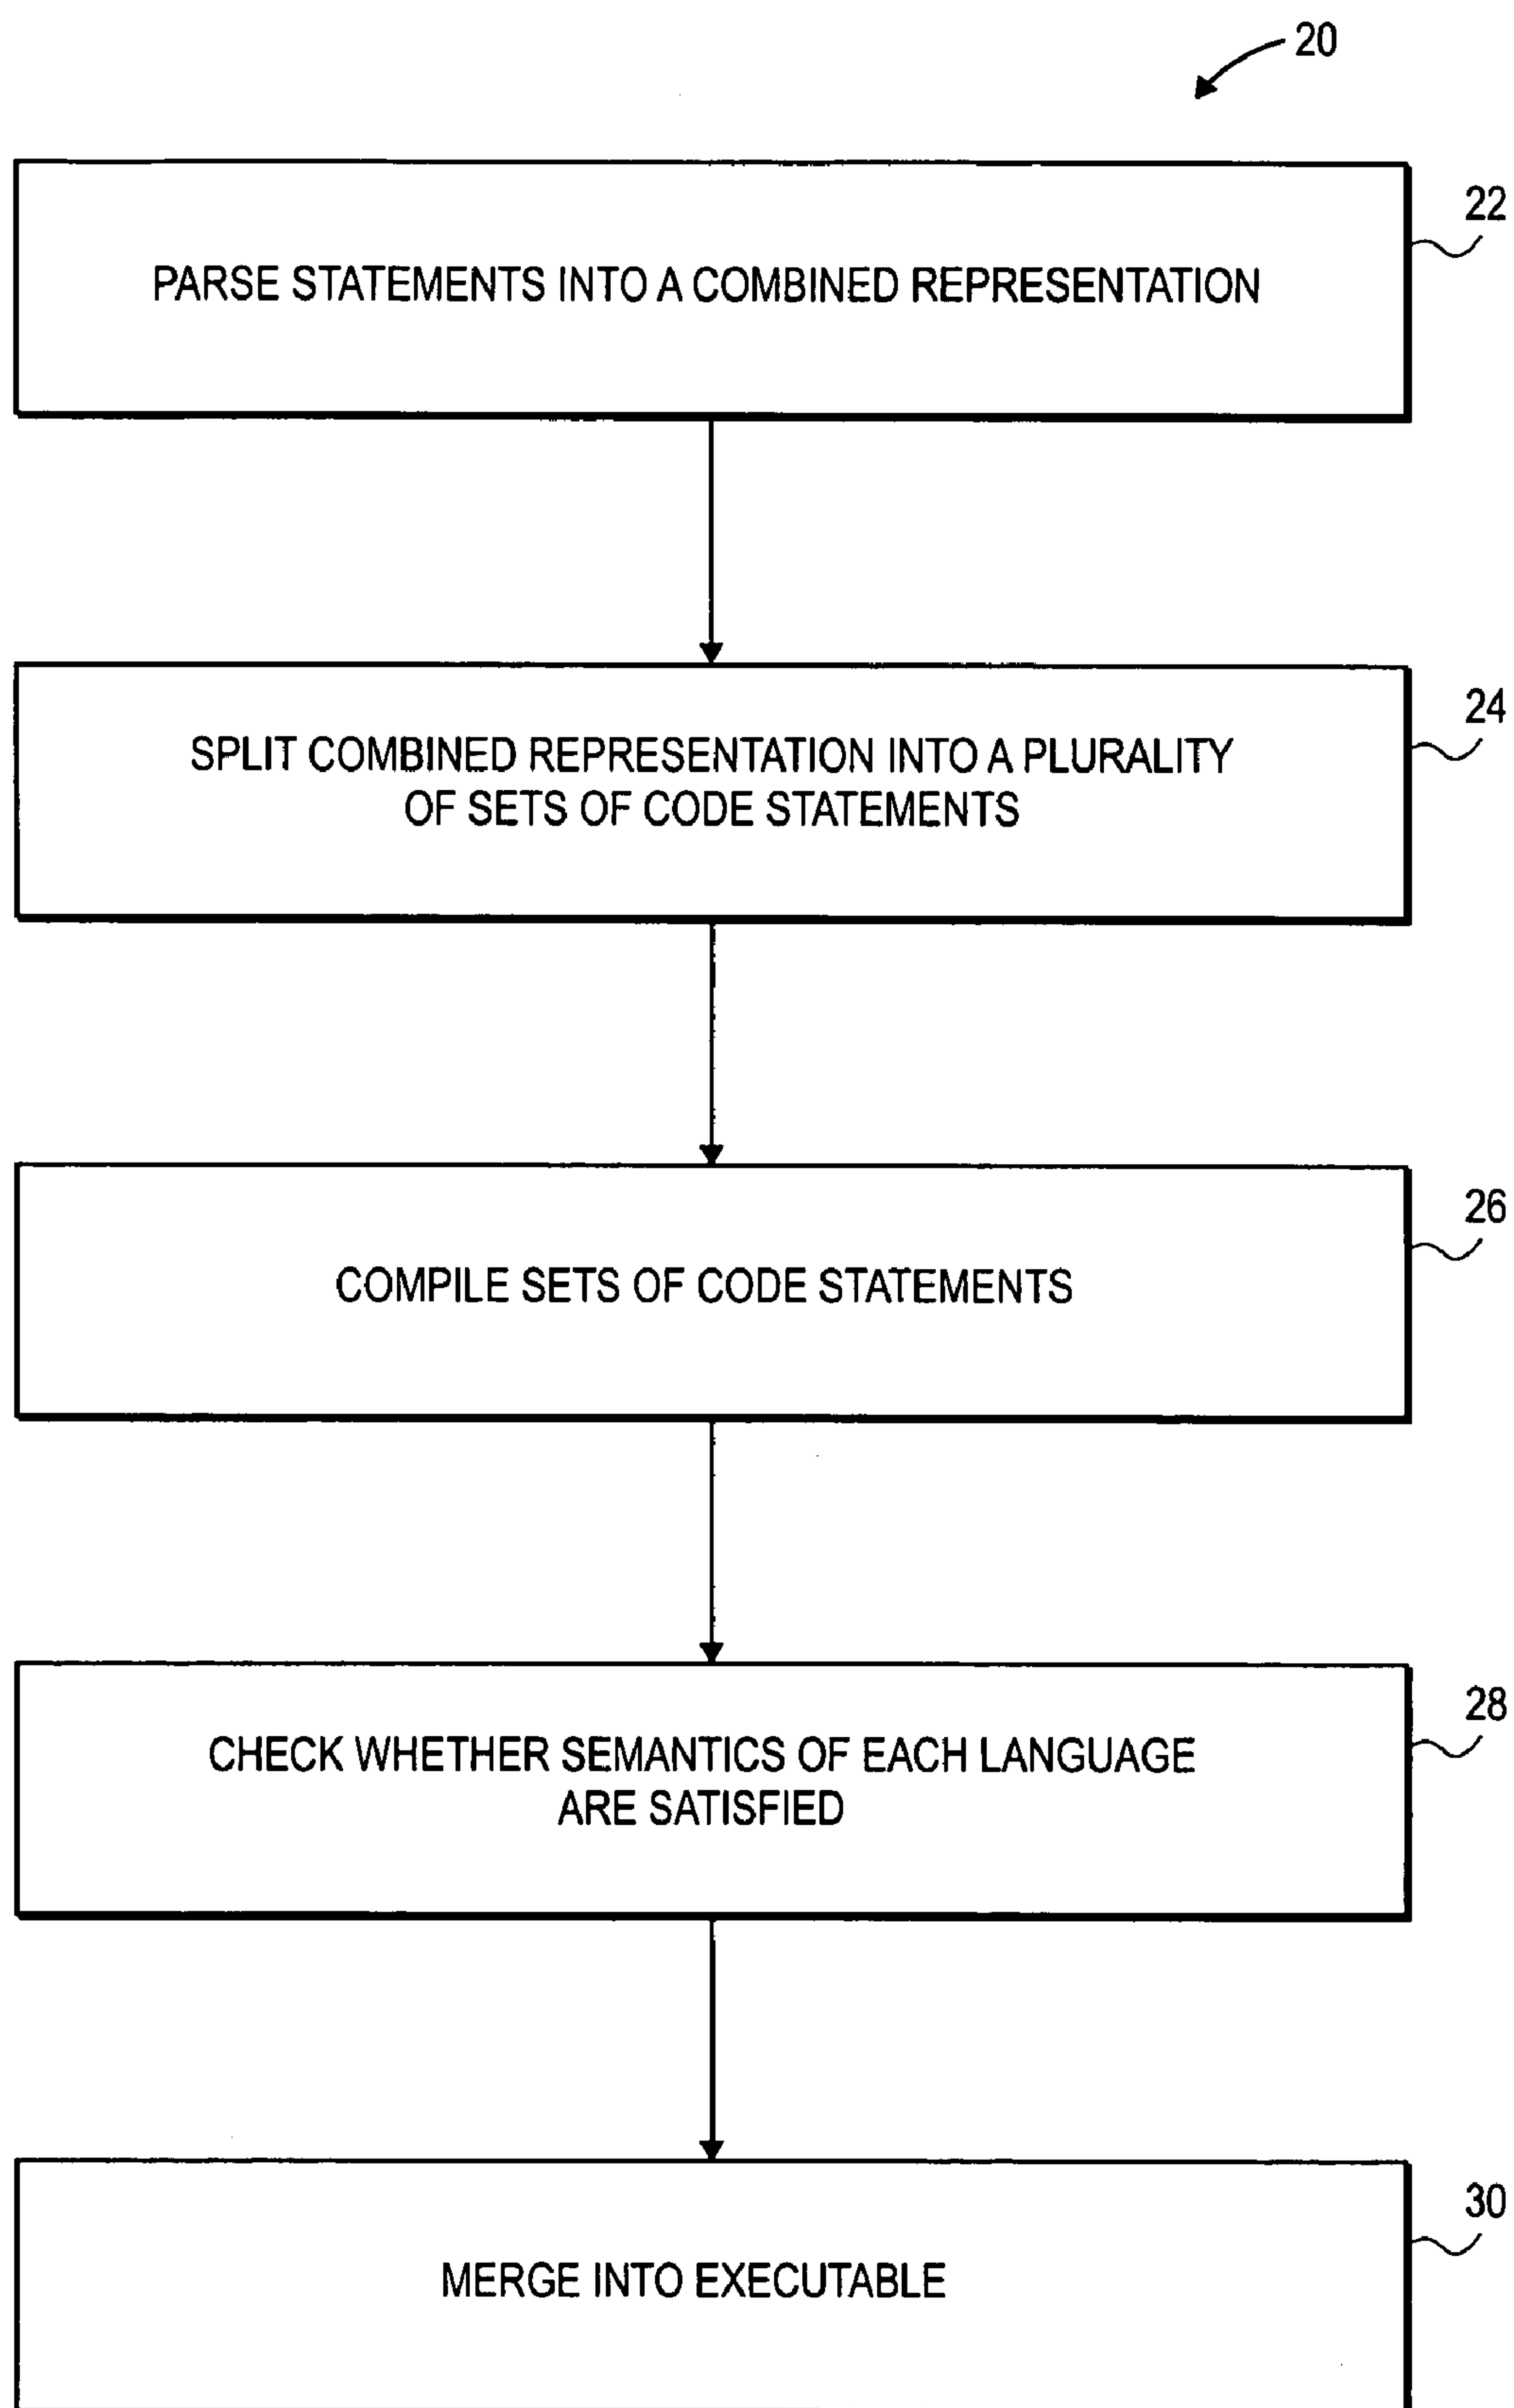 20
22
PARSE STATEMENTS INTO A COMBINED REPRESENTATION
24
SPLIT COMBINED REPRESENTATION INTO A PLURALITY
OF SETS OF CODE STATEMENTS
26
COMPILE SETS OF CODE STATEMENTS
28
CHECK WHETHER SEMANTICS OF EACH LANGUAGE
ARE SATISFIED
30
MERGE INTO EXECUTABLE